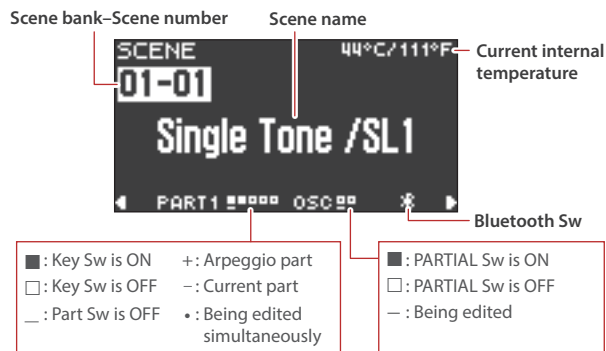 Scene bank–Scene number
Scene name
SCENE
44°C/111°F
Current internal
temperature
01-01
Single Tone /SL1
PART1
OSC
Bluetooth Sw
■ : Key Sw is ON
+ : Arpeggio part
□ : Key Sw is OFF
– : Current part
_ : Part Sw is OFF
• : Being edited
simultaneously
■ : PARTIAL Sw is ON
□ : PARTIAL Sw is OFF
— : Being edited